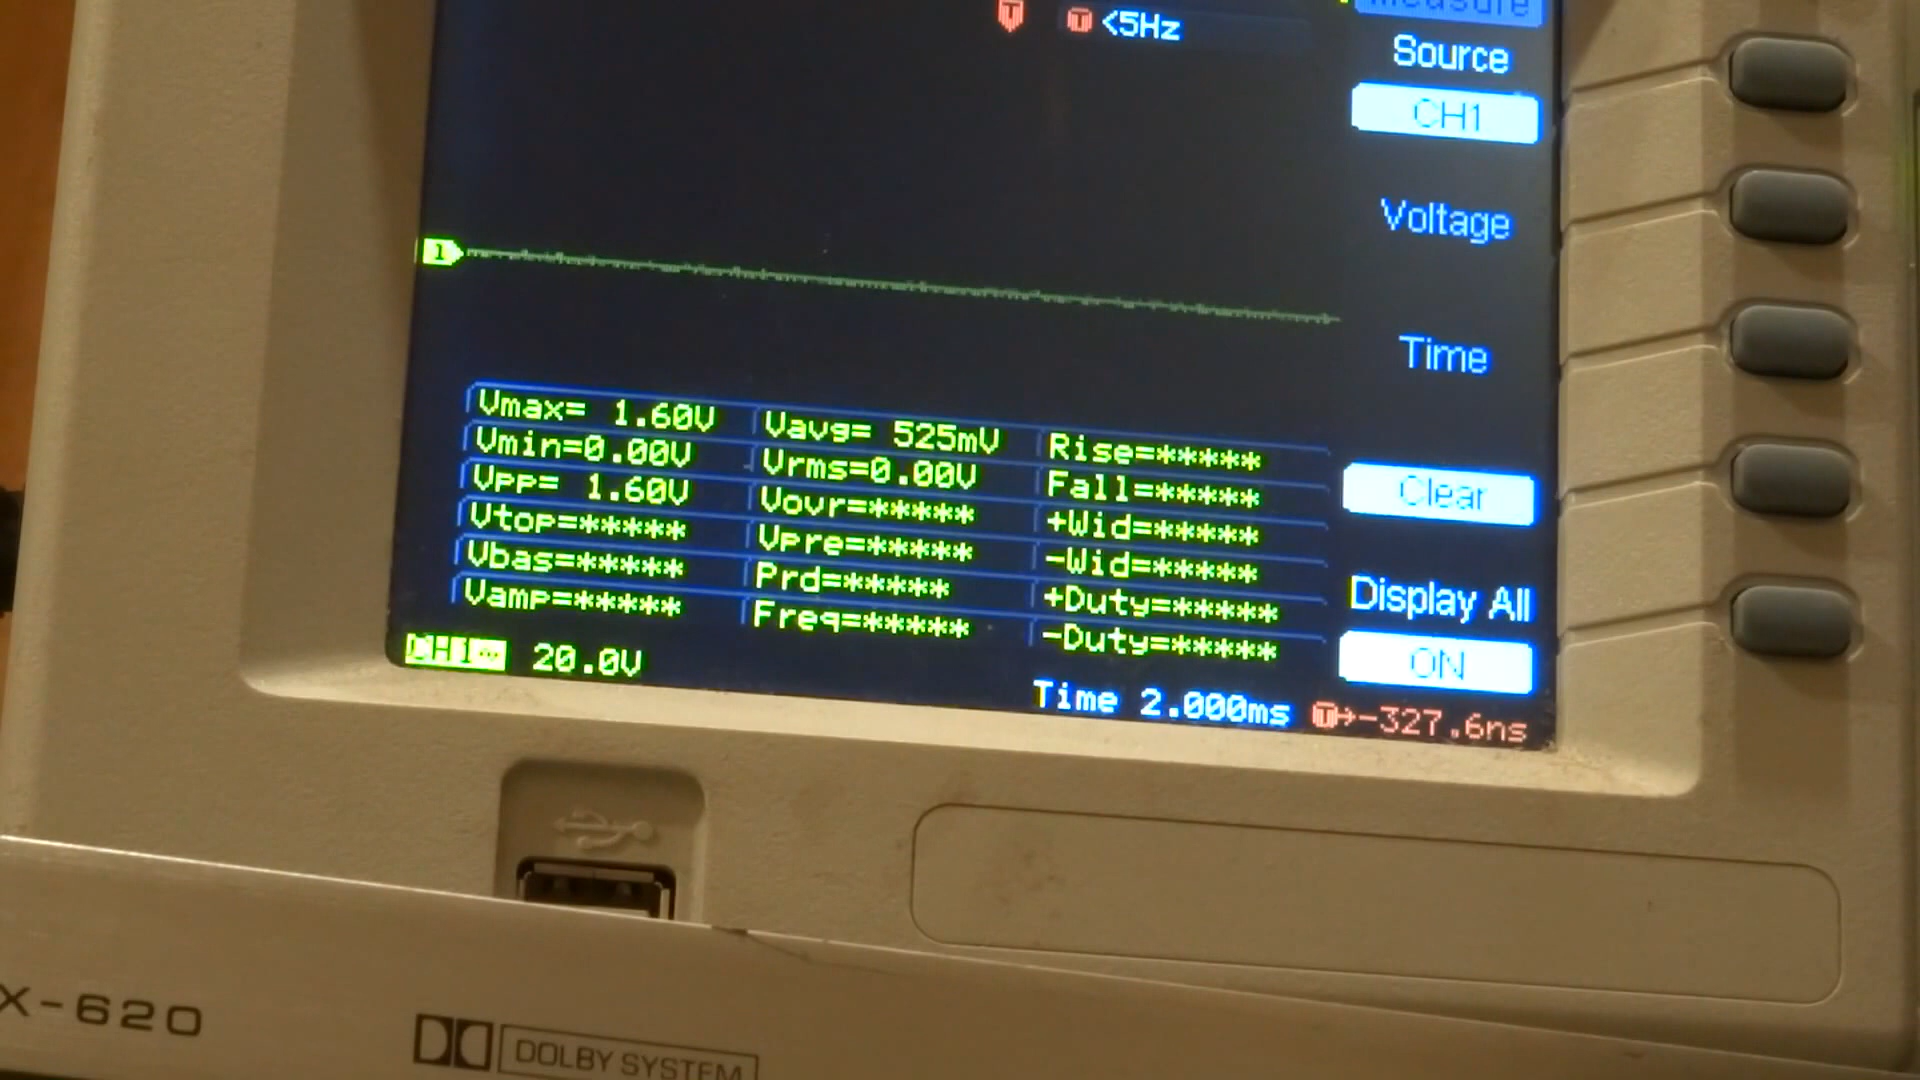 Measure
T T <5Hz
Source
CH1
Voltage
1
Time
Vmax= 1.60V Vavg= 525mV Rise=*****
Vmin=0.00V Vrms=0.00V Fall=*****
Vpp= 1.60V Vovr=***** +Wid=*****
Vtop=***** Vpre=***** -Wid=*****
Vbas=***** Prd=***** +Duty=*****
Vamp=***** Freq=***** -Duty=*****
Clear
Display All
ON
CH1 20.0V
Time 2.000ms T→-327.6ns
X-620
DOLBY SYSTEM